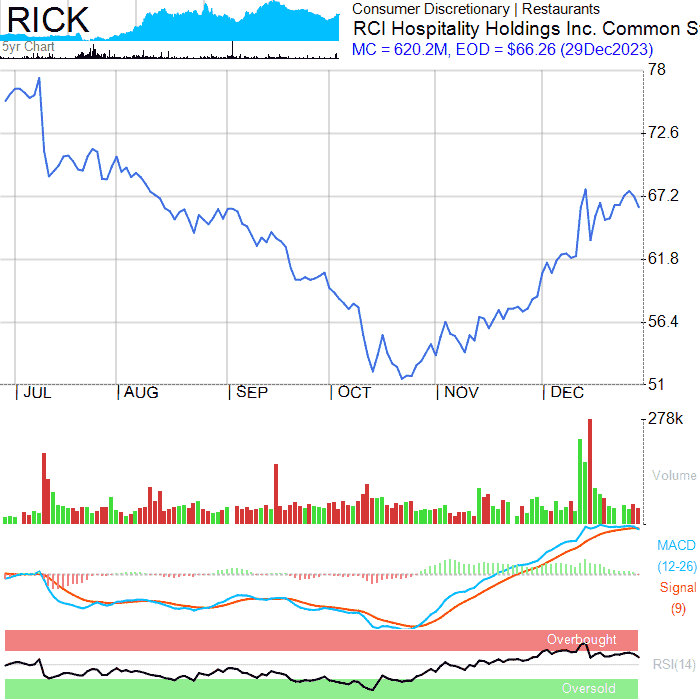 RICK
5yr Chart
Consumer Discretionary | Restaurants
RCI Hospitality Holdings Inc. Common S
MC = 620.2M, EOD = $66.26 (29Dec2023)
78
72.6
67.2
61.8
56.4
51
JUL AUG SEP OCT NOV DEC
278k
Volume
MACD
(12-26)
Signal
(9)
Overbought
RSI(14)
Oversold